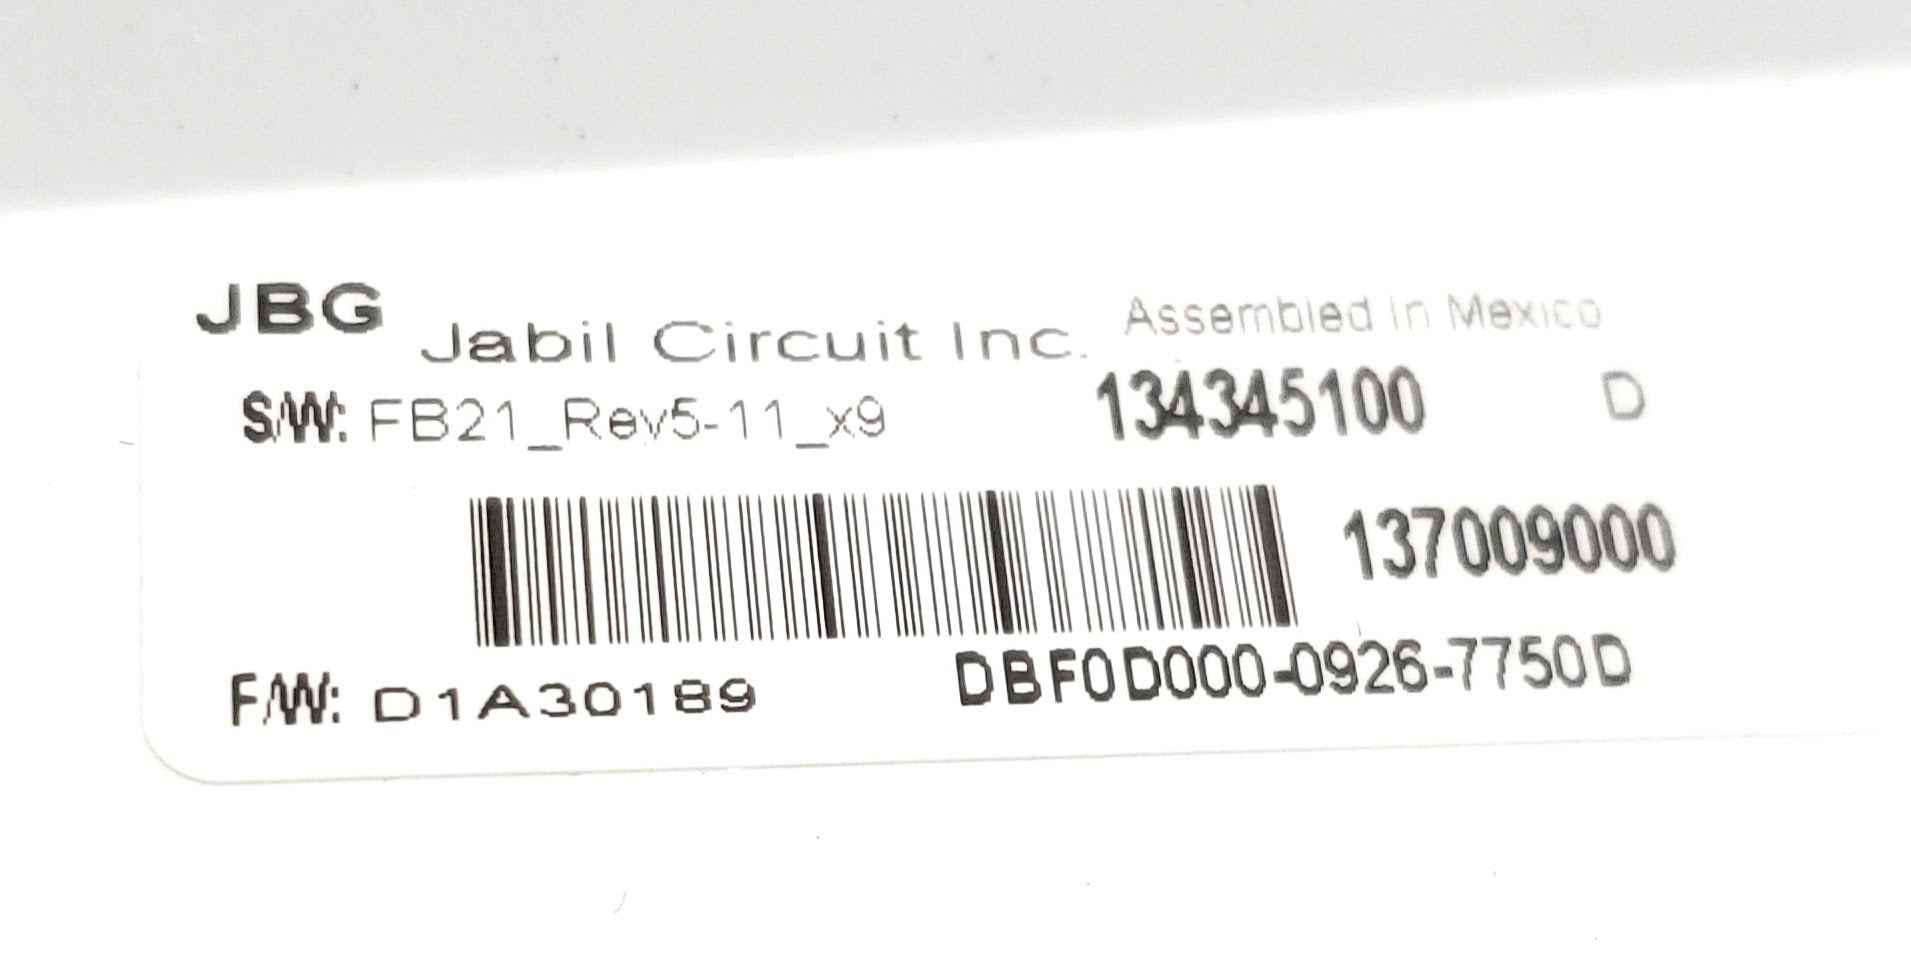 JBG Jabil Circuit Inc. Assembled in Mexico
S/W: FB21_Rev5-11_x9 134345100 D
137009000
F/W: D1A30189 DBF0D000-0926-7750D